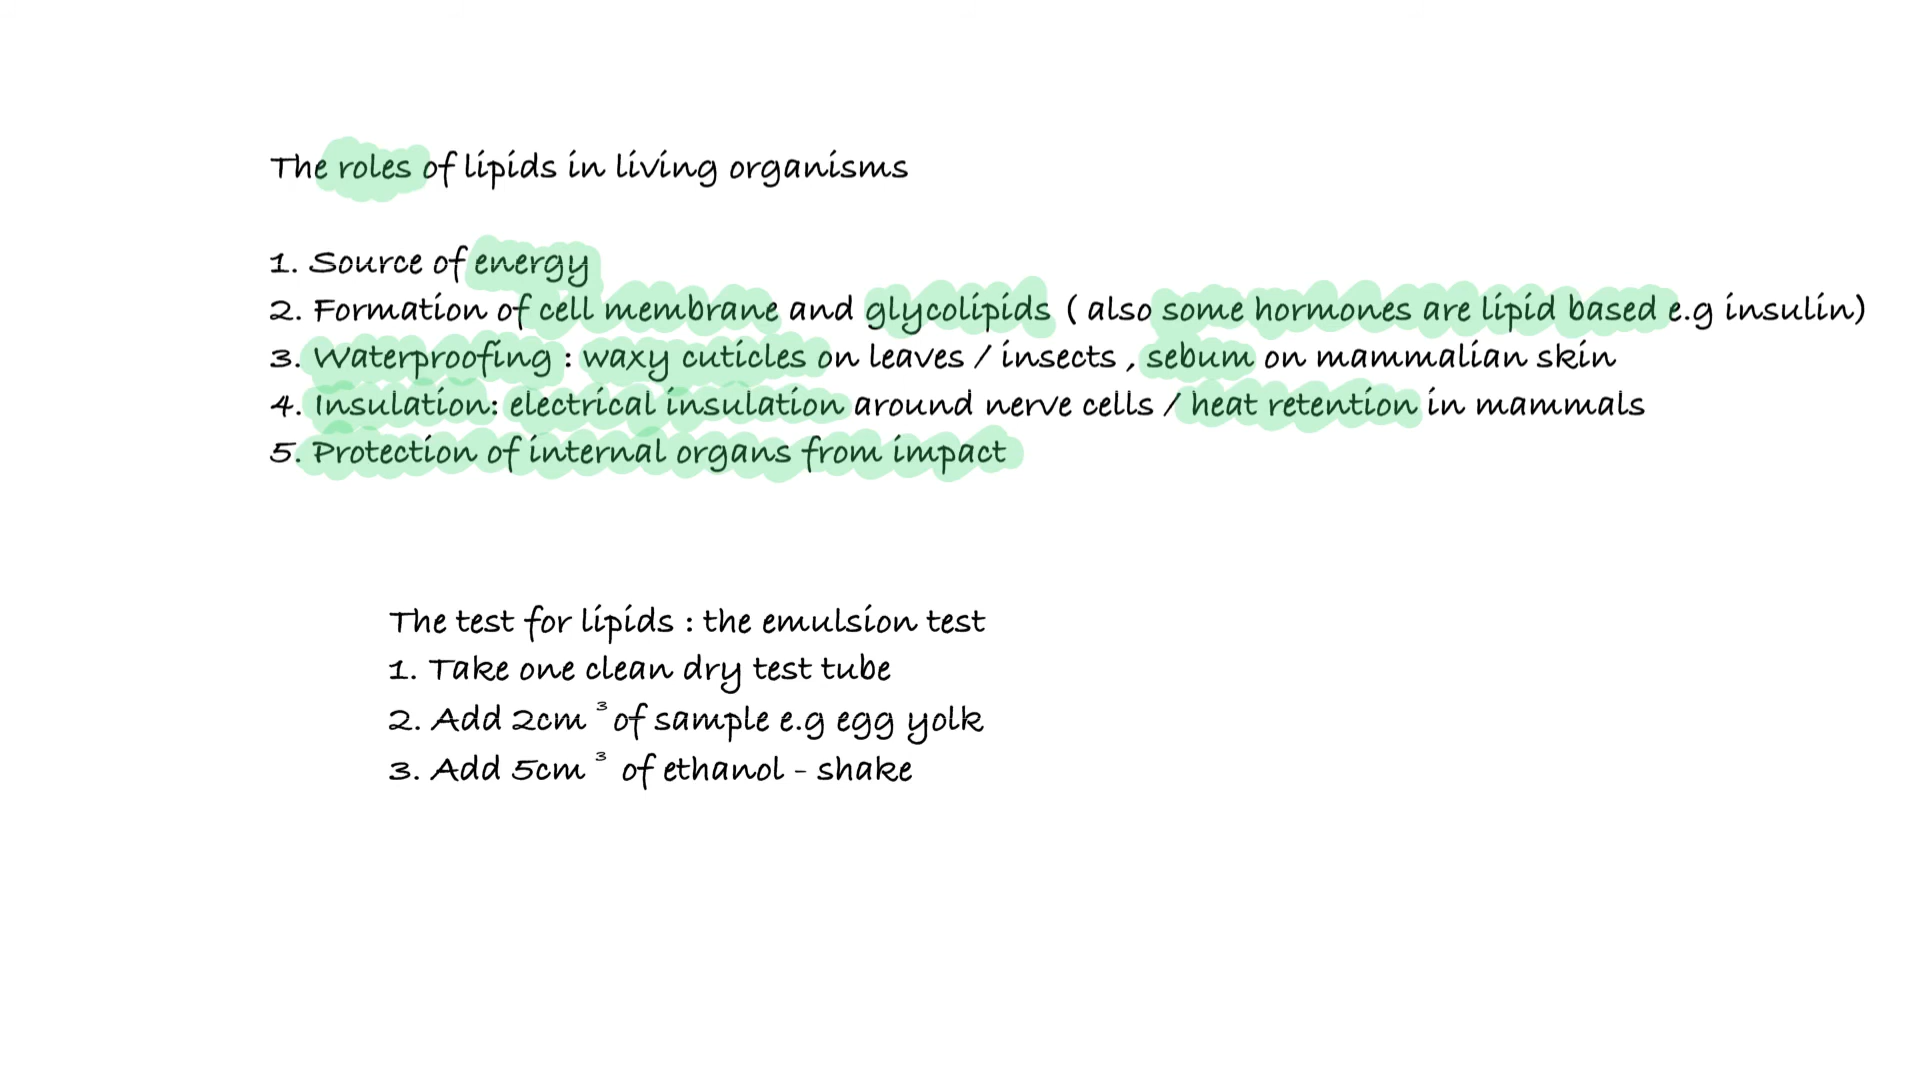 The roles of lipids in living organisms
1. Source of energy
2. Formation of cell membrane and glycolipids ( also some hormones are lipid based e.g insulin)
3. Waterproofing : waxy cuticles on leaves / insects , sebum on mammalian skin
4. Insulation: electrical insulation around nerve cells / heat retention in mammals
5. Protection of internal organs from impact
The test for lipids : the emulsion test
1. Take one clean dry test tube
2. Add 2cm ³ of sample e.g egg yolk
3. Add 5cm ³ of ethanol - shake